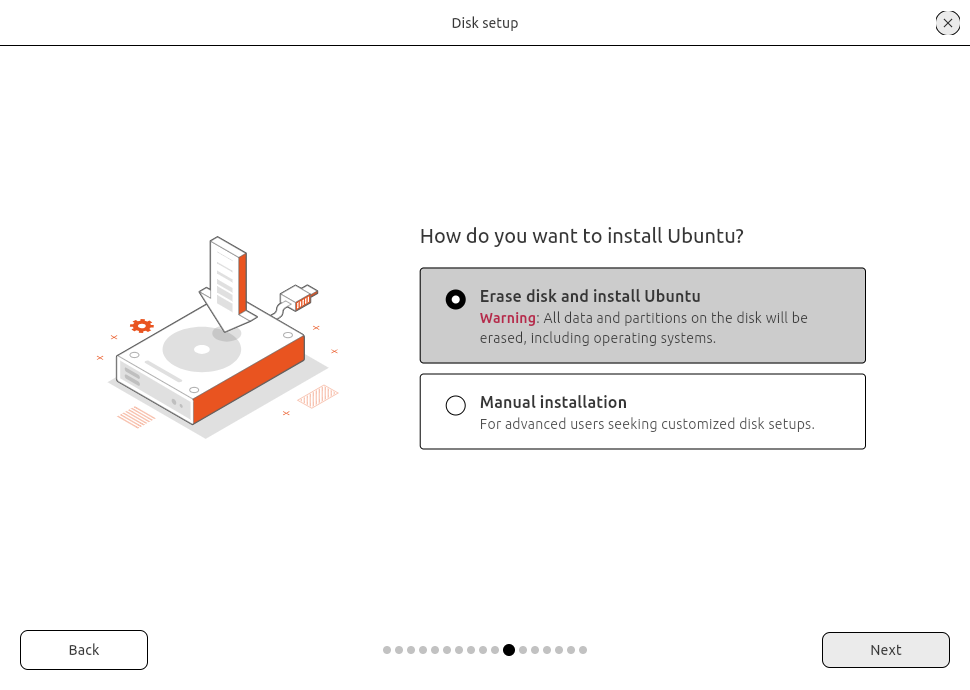 Disk setup
How do you want to install Ubuntu?
Erase disk and install Ubuntu
Warning: All data and partitions on the disk will be
erased, including operating systems.
Manual installation
For advanced users seeking customized disk setups.
Back
Next